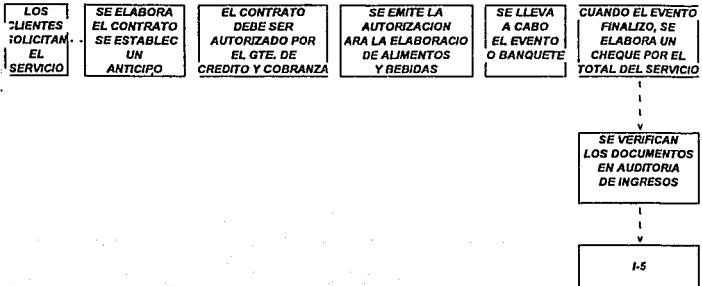 LOS
CLIENTES
SOLICITAN
EL
SERVICIO
SE ELABORA
EL CONTRATO
SE ESTABLEC
UN
ANTICIPO
EL CONTRATO
DEBE SER
AUTORIZADO POR
EL GTE. DE
CREDITO Y COBRANZA
SE EMITE LA
AUTORIZACION
ARA LA ELABORACIO
DE ALIMENTOS
Y BEBIDAS
SE LLEVA
A CABO
EL EVENTO
O BANQUETE
CUANDO EL EVENTO
FINALIZO, SE
ELABORA UN
CHEQUE POR EL
TOTAL DEL SERVICIO
SE VERIFICAN
LOS DOCUMENTOS
EN AUDITORIA
DE INGRESOS
I-5